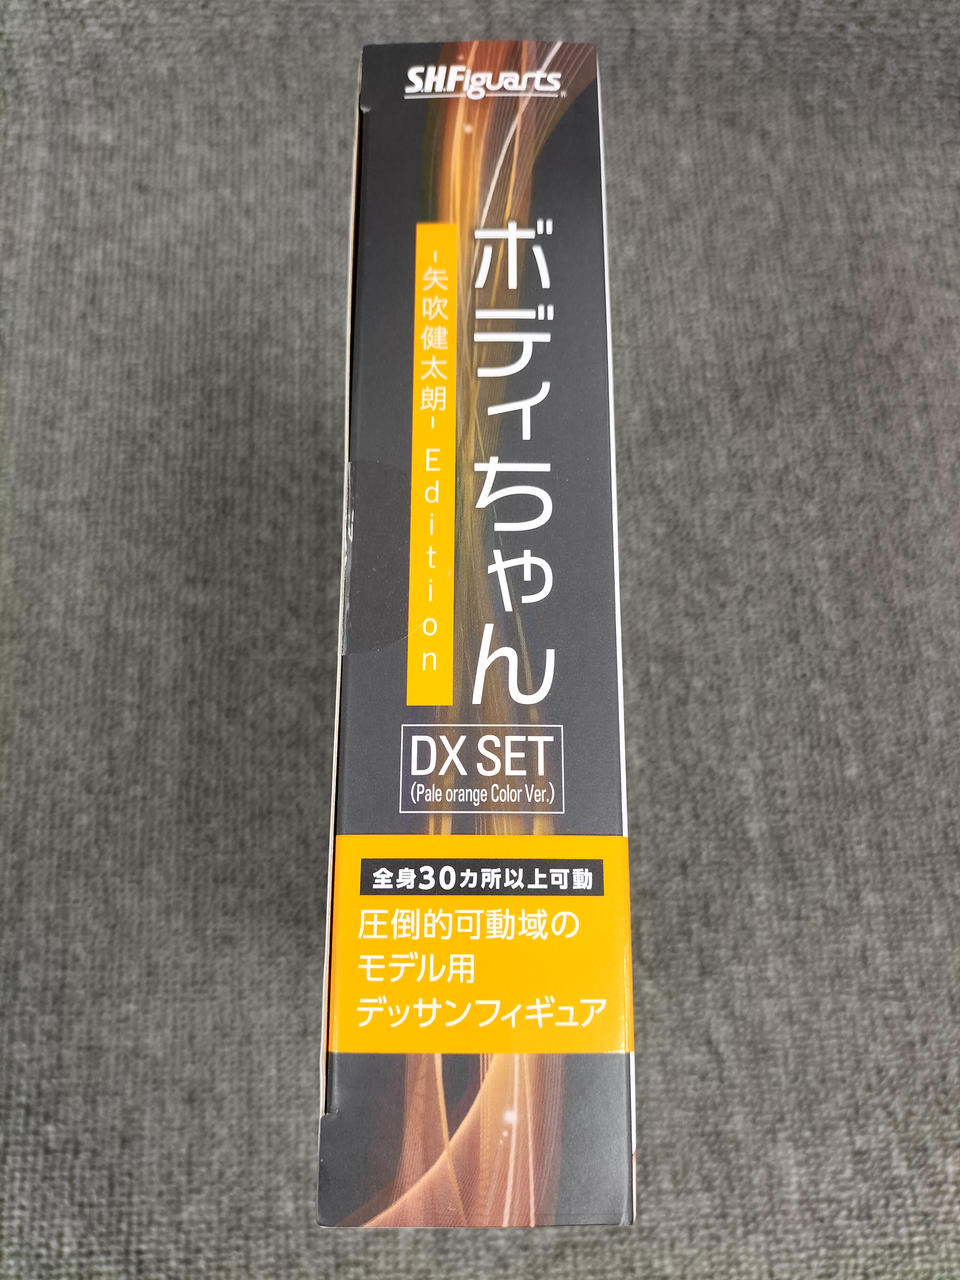 S.H.Figuarts
ボディちゃん
-矢吹健太朗- Edition
DX SET
(Pale orange Color Ver.)
全身30カ所以上可動
圧倒的可動域の
モデル用
デッサンフィギュア